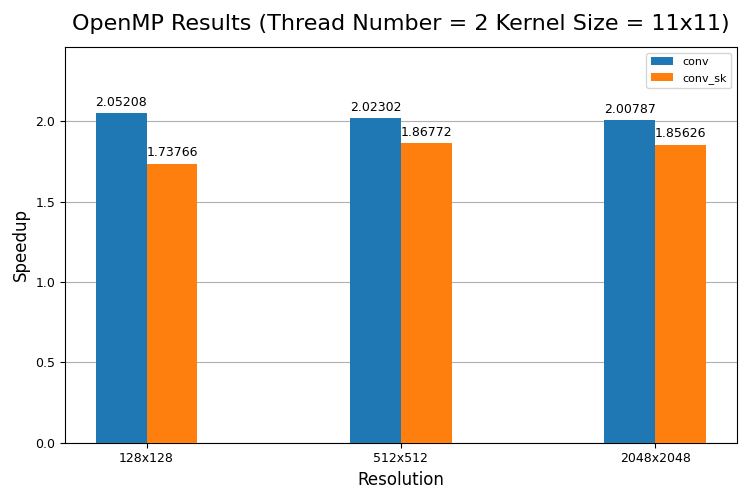 OpenMP Results (Thread Number = 2 Kernel Size = 11x11)
conv
conv_sk
2.05208
1.73766
2.02302
1.86772
2.00787
1.85626
2.0
1.5
1.0
0.5
0.0
Speedup
128x128
512x512
2048x2048
Resolution